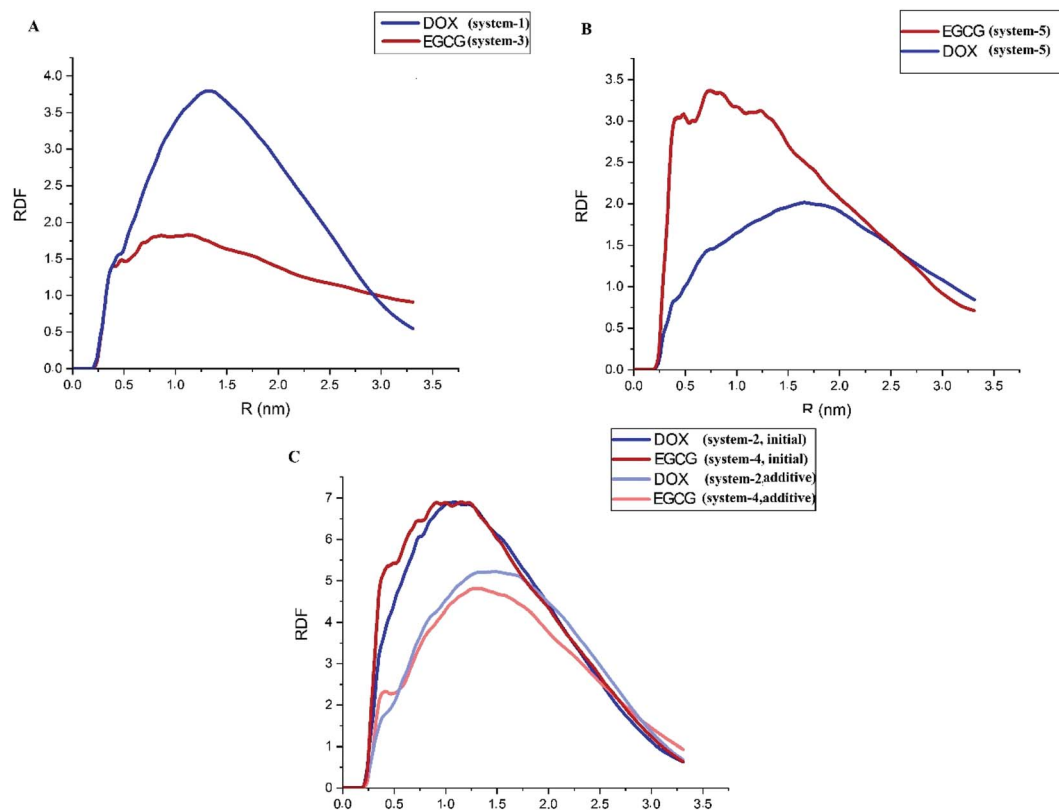 A
DOX (system-1)
EGCG (system-3)
4.0
3.5
3.0
2.5
2.0
1.5
1.0
0.5
0.0
RDF
0.0 0.5 1.0 1.5 2.0 2.5 3.0 3.5
R (nm)
B
EGCG (system-5)
DOX (system-5)
3.5
3.0
2.5
2.0
1.5
1.0
0.5
0.0
RDF
0.0 0.5 1.0 1.5 2.0 2.5 3.0 3.5
R (nm)
C
DOX (system-2, initial)
EGCG (system-4, initial)
DOX (system-2,additive)
EGCG (system-4,additive)
7
6
5
4
3
2
1
0
RDF
0.0 0.5 1.0 1.5 2.0 2.5 3.0 3.5